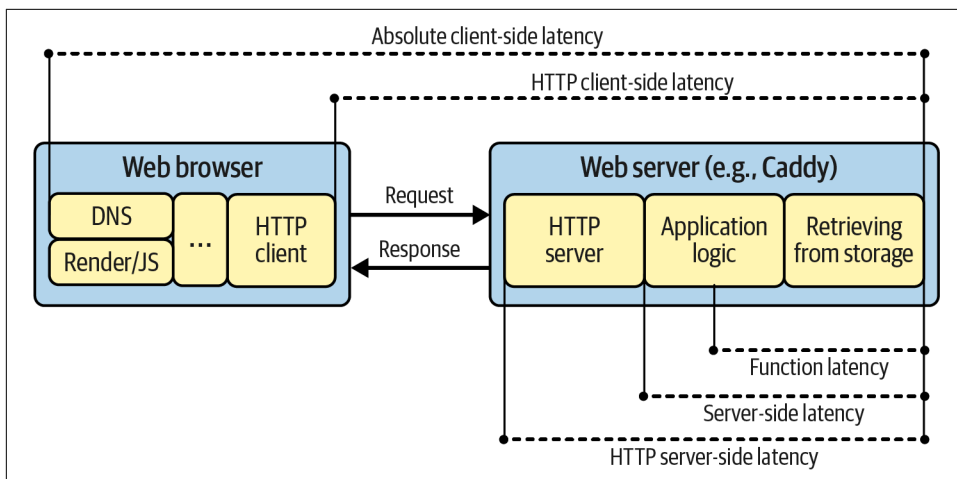 Absolute client-side latency
HTTP client-side latency
Web browser
DNS
Render/JS
...
HTTP
client
Request
Response
Web server (e.g., Caddy)
HTTP
server
Application
logic
Retrieving
from storage
Function latency
Server-side latency
HTTP server-side latency